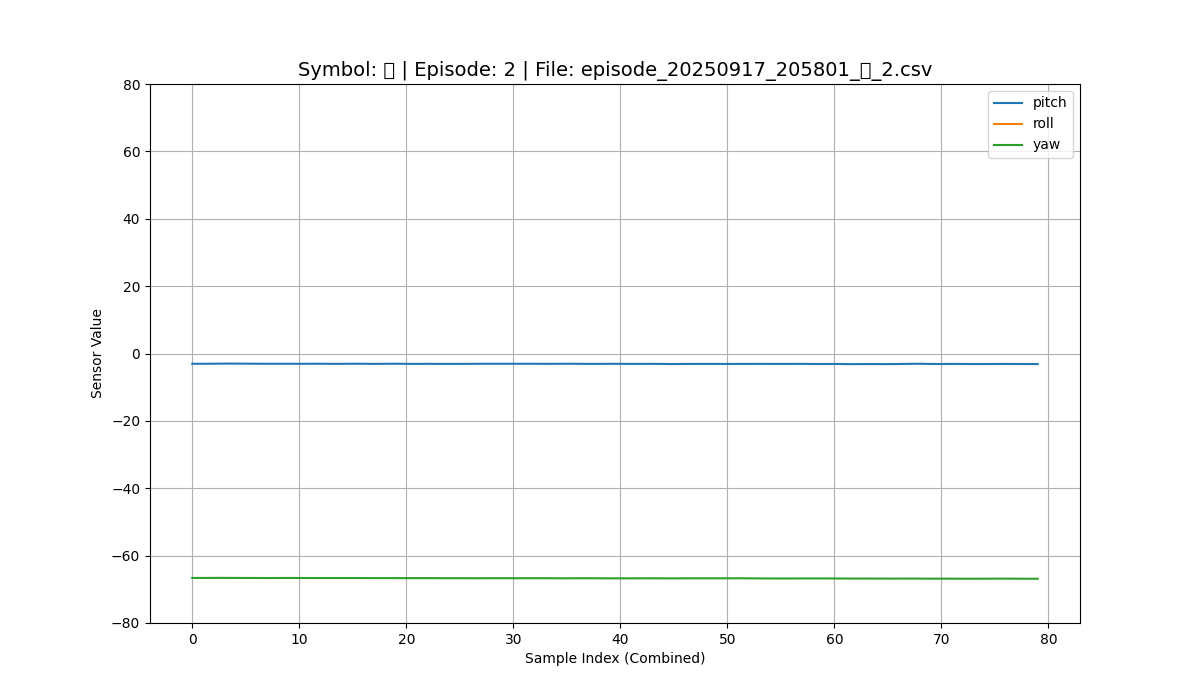 Symbol: ▯ | Episode: 2 | File: episode_20250917_205801_▯_2.csv
80
60
40
20
0
−20
−40
−60
−80
Sensor Value
pitch
roll
yaw
0 10 20 30 40 50 60 70 80
Sample Index (Combined)